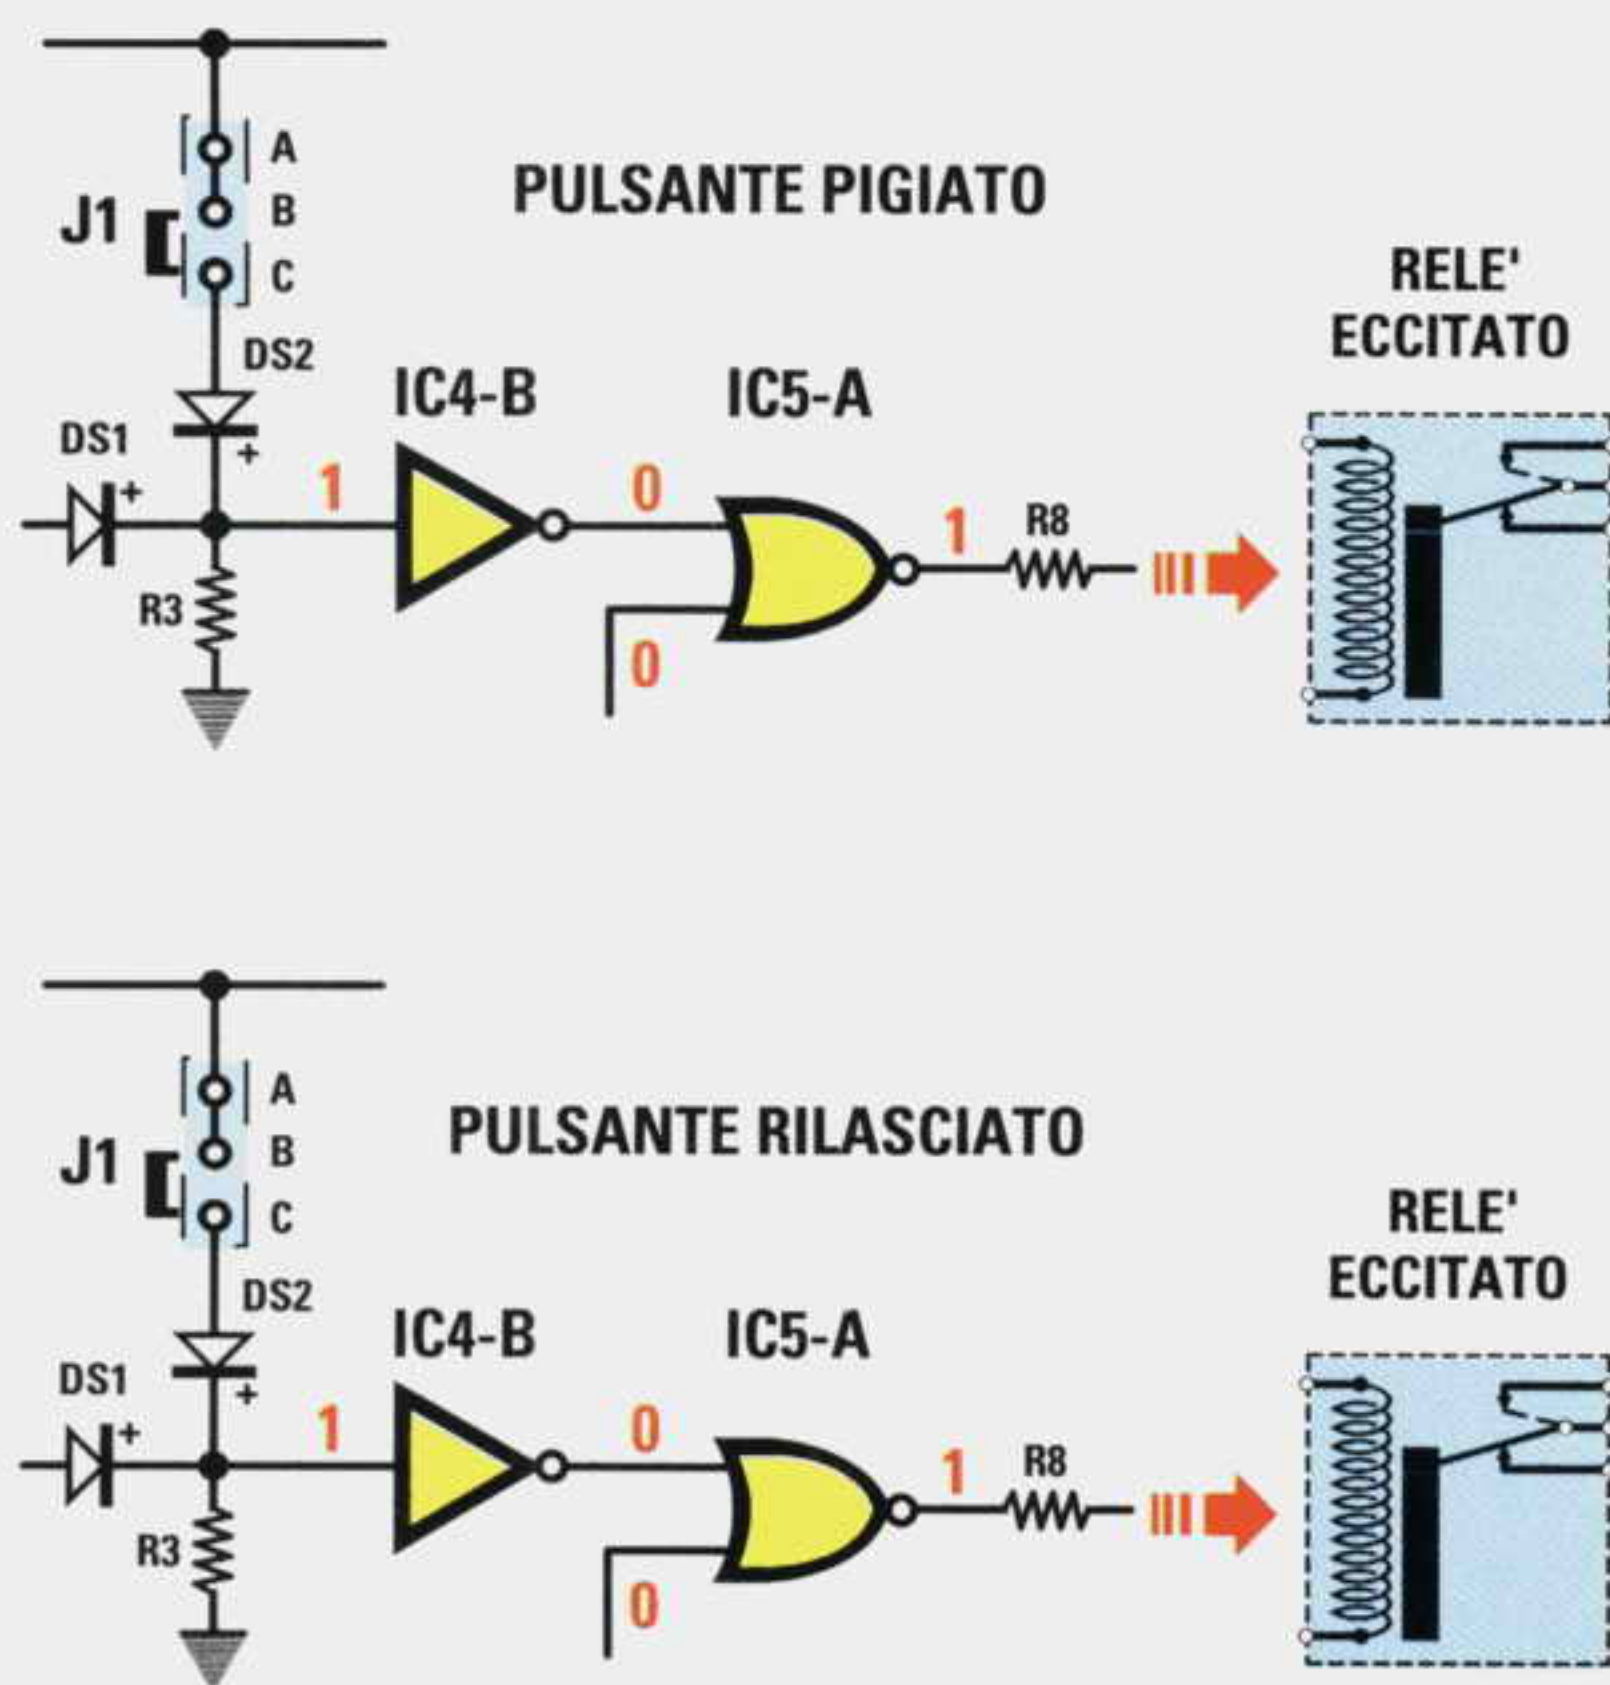 A
PULSANTE PIGIATO
J1
B
C
RELE'
ECCITATO
DS2
IC4-B
IC5-A
DS1
+
+
1
0
1
R8
R3
0
A
PULSANTE RILASCIATO
J1
B
C
RELE'
ECCITATO
DS2
IC4-B
IC5-A
DS1
+
+
1
0
1
R8
R3
0